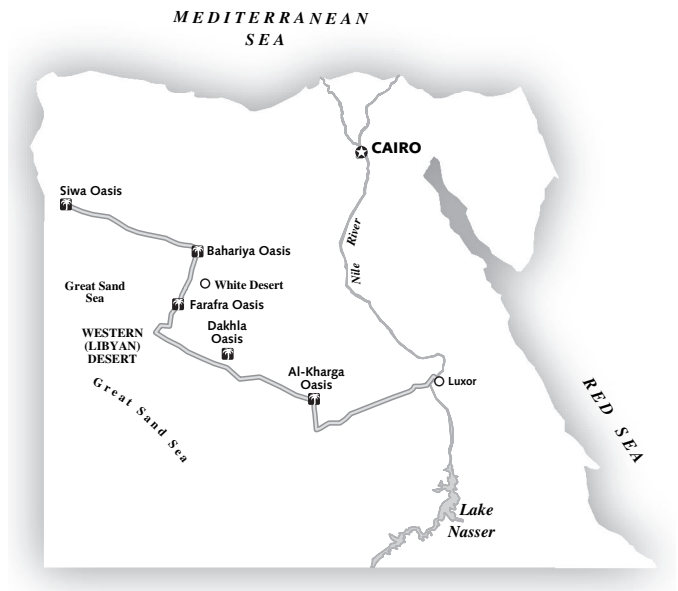 MEDITERRANEAN
SEA
CAIRO
Siwa Oasis
River
Nile
Bahariya Oasis
White Desert
Great Sand
Sea
Farafra Oasis
Dakhla
Oasis
WESTERN
(LIBYAN)
DESERT
Al-Kharga
Oasis
Luxor
Great Sand Sea
RED SEA
Lake
Nasser